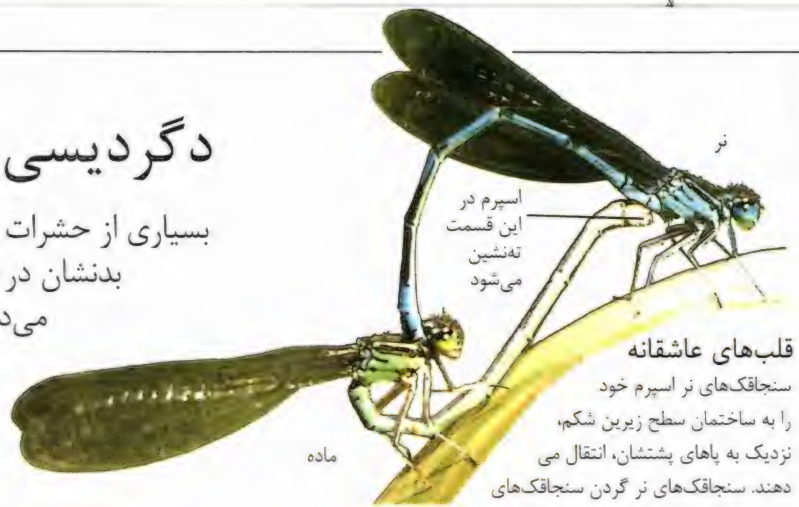 دگردیسی
بسیاری از حشرات
بدنشان در
نر
اسپرم در
این قسمت
ته‌نشین
می‌شود
ماده
قلب‌های عاشقانه
سنجاقک‌های نر اسپرم خود
را به ساختمان سطح زیرین شکم،
نزدیک به پاهای پشتشان، انتقال می
دهند. سنجاقک‌های نر گردن سنجاقک‌های